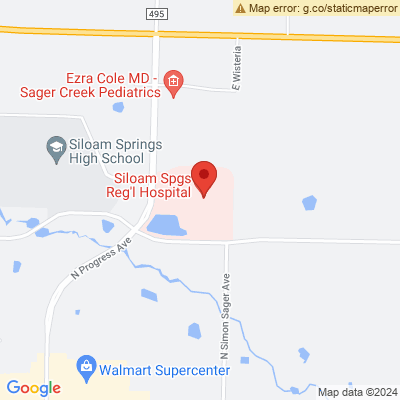 Map error: g.co/staticmaperror
495
E Wisteria
Ezra Cole MD -
Sager Creek Pediatrics
Siloam Springs
High School
Siloam Spgs
Reg'l Hospital
N Progress Ave
N Simon Sager Ave
Walmart Supercenter
Google
Map data ©2024